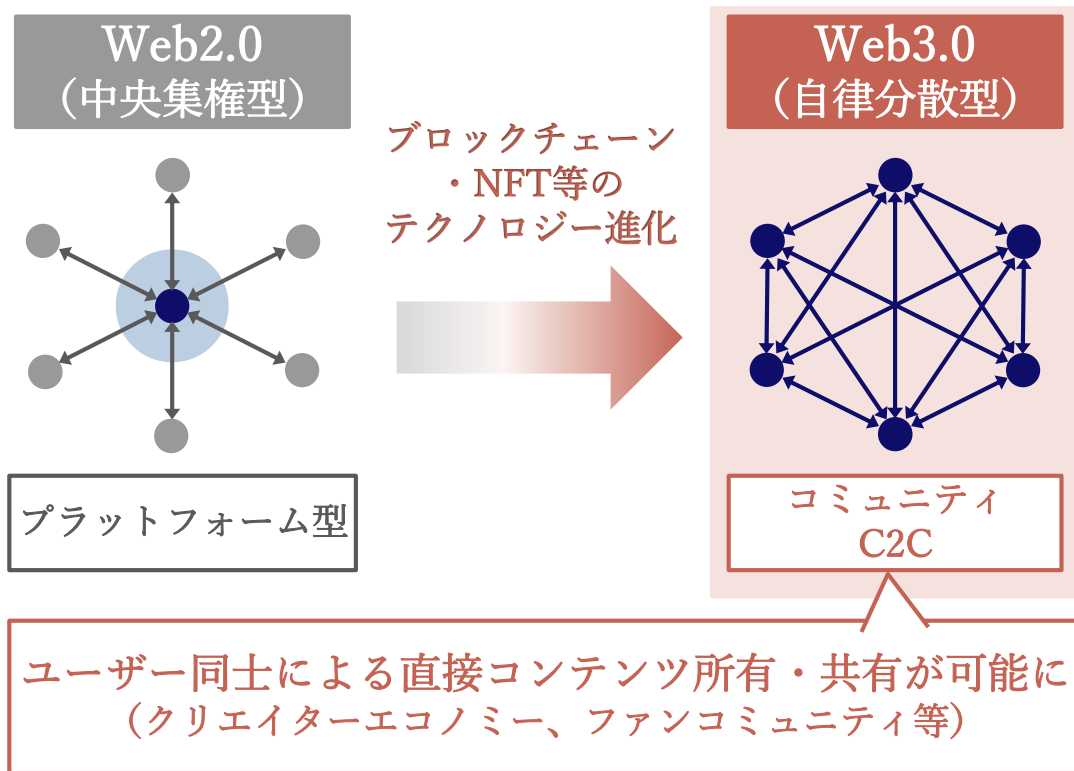 Web2.0
（中央集権型）
ブロックチェーン
・NFT等の
テクノロジー進化
Web3.0
（自律分散型）
プラットフォーム型
コミュニティ
C2C
ユーザー同士による直接コンテンツ所有・共有が可能に
（クリエイターエコノミー、ファンコミュニティ等）